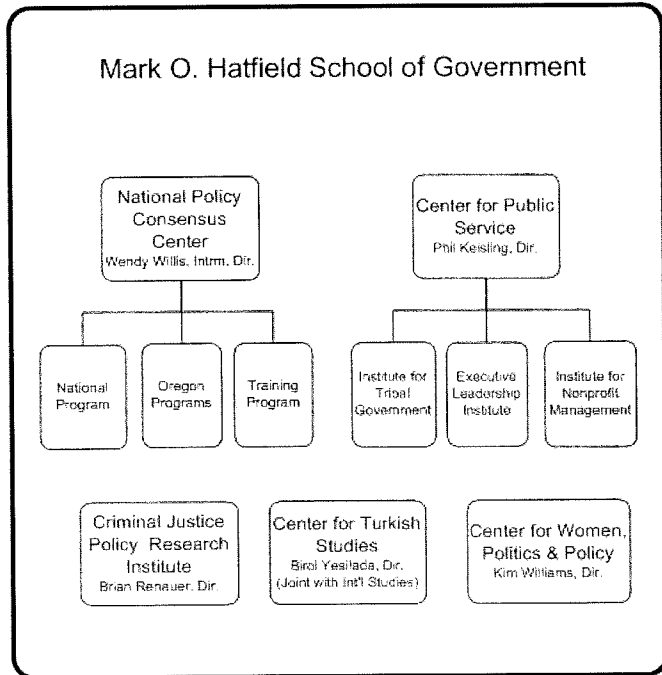 Mark O. Hatfield School of Government
National Policy
Consensus
Center
Wendy Willis, Intrm, Dir.
Center for Public
Service
Phil Keisling, Dir.
National
Program
Oregon
Programs
Training
Program
Institute for
Tribal
Government
Executive
Leadership
Institute
Institute for
Nonprofit
Management
Criminal Justice
Policy Research
Institute
Brian Renauer, Dir.
Center for Turkish
Studies
Birol Yesilada, Dir.
(Joint with Int'l Studies)
Center for Women,
Politics & Policy
Kim Williams, Dir.